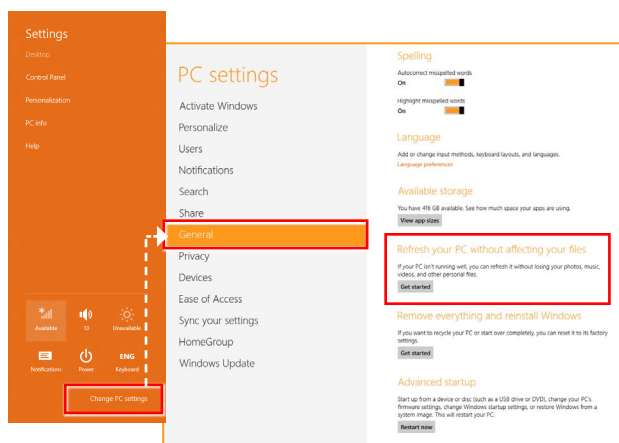 Settings
Desktop
Control Panel
Personalization
PC info
Help
Available
10
Unavailable
Notifications
Power
ENG
Keyboard
Change PC settings
PC settings
Activate Windows
Personalize
Users
Notifications
Search
Share
General
Privacy
Devices
Ease of Access
Sync your settings
HomeGroup
Windows Update
Spelling
Autocorrect misspelled words
On
Highlight misspelled words
On
Language
Add or change input methods, keyboard layouts, and languages.
Language preferences
Available storage
You have 416 GB available. See how much space your apps are using.
View app sizes
Refresh your PC without affecting your files
If your PC isn't running well, you can refresh it without losing your photos, music,
videos, and other personal files.
Get started
Remove everything and reinstall Windows
If you want to recycle your PC or start over completely, you can reset it to its factory
settings.
Get started
Advanced startup
Start up from a device or disc (such as a USB drive or DVD), change your PC's
firmware settings, change Windows startup settings, or restore Windows from a
system image. This will restart your PC.
Restart now